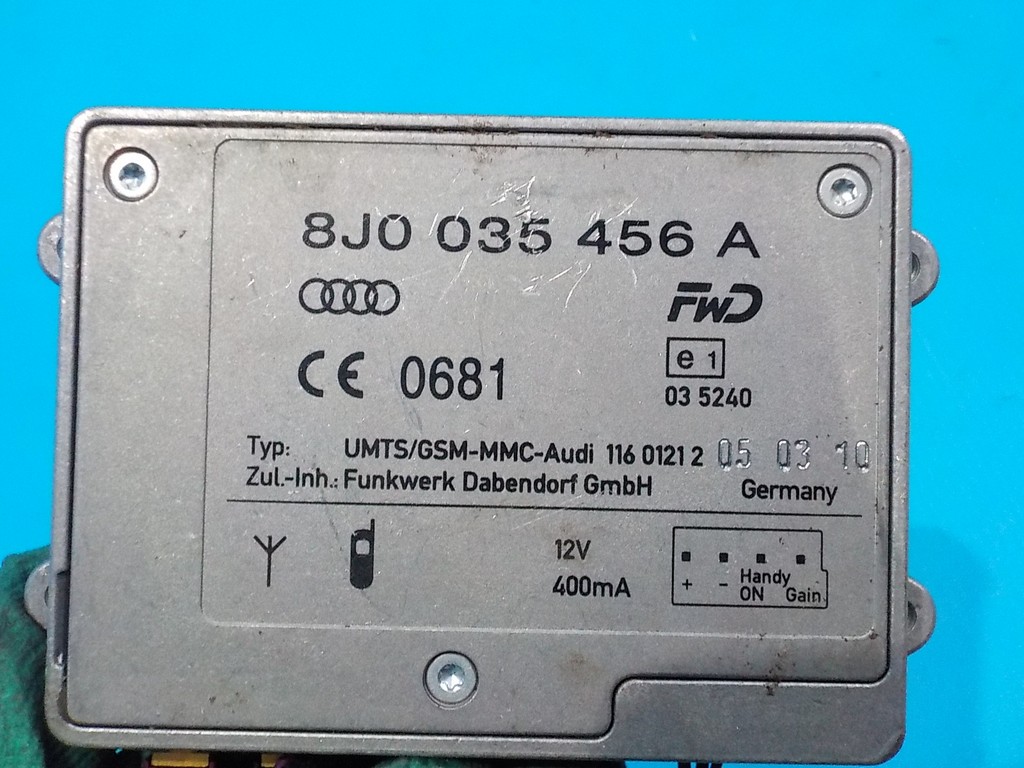 8J0 035 456 A
FWD
CE 0681
e 1
03 5240
Typ: UMTS/GSM-MMC-Audi 116 0121 2 05 03 10
Zul.-Inh.: Funkwerk Dabendorf GmbH Germany
12V
400mA
+ − Handy ON Gain